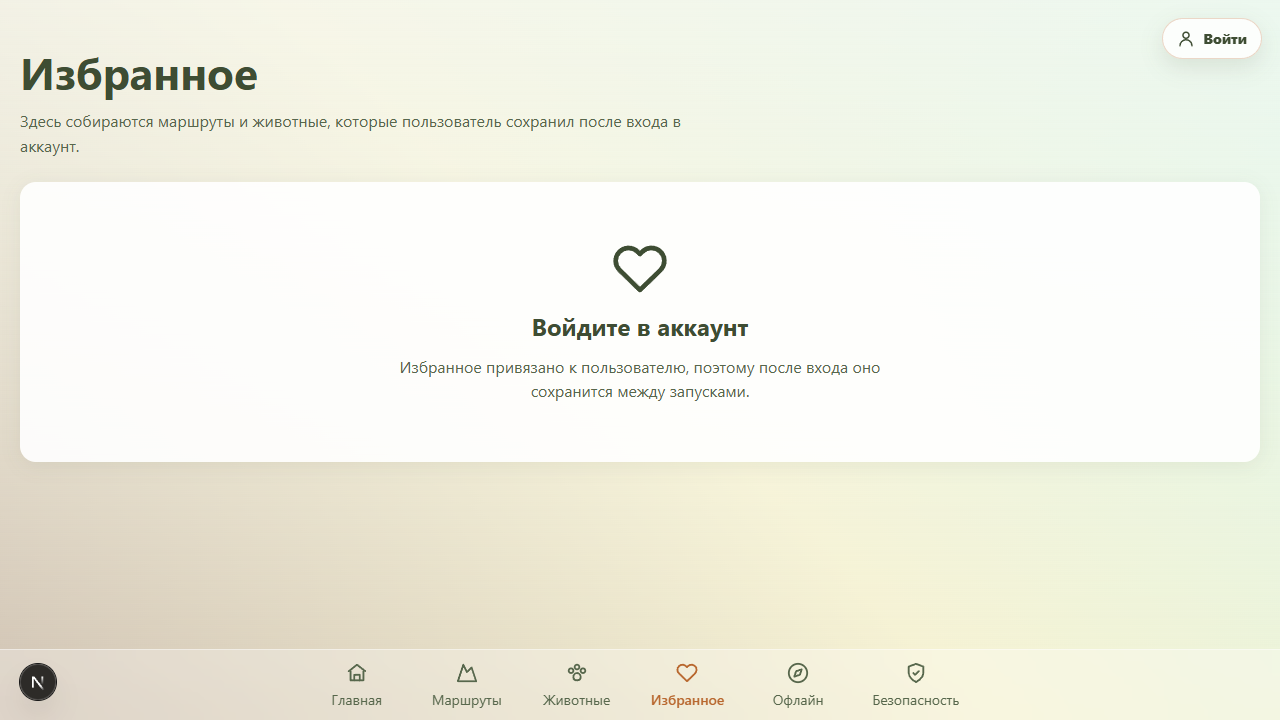 Войти
Избранное
Здесь собираются маршруты и животные, которые пользователь сохранил после входа в
аккаунт.
Войдите в аккаунт
Избранное привязано к пользователю, поэтому после входа оно
сохранится между запусками.
N
Главная
Маршруты
Животные
Избранное
Офлайн
Безопасность